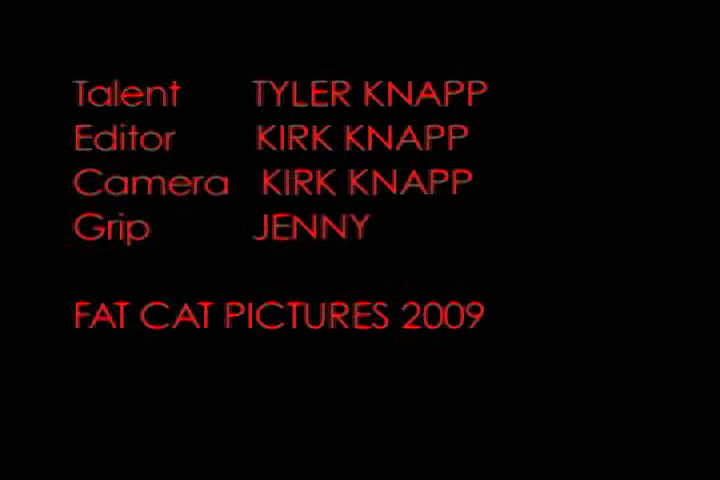 Talent TYLER KNAPP
Editor KIRK KNAPP
Camera KIRK KNAPP
Grip JENNY
FAT CAT PICTURES 2009